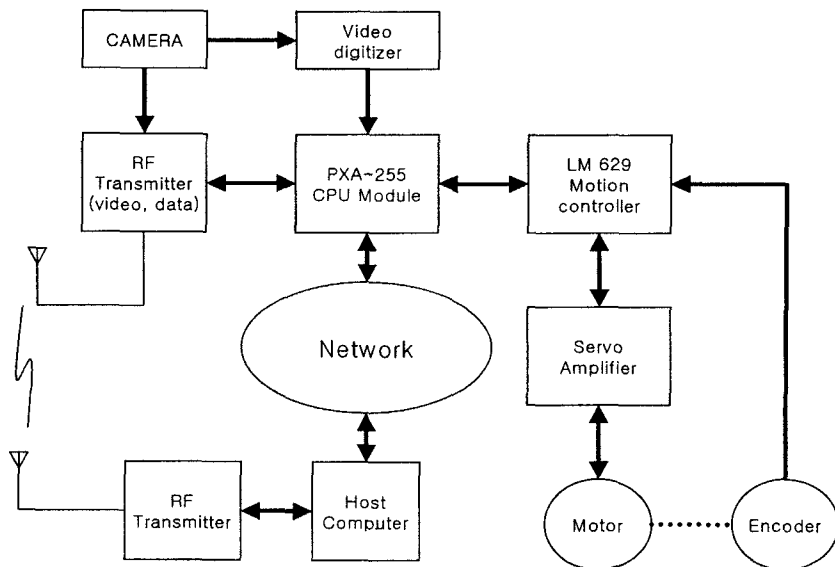 CAMERA
Video
digitizer
RF
Transmitter
(video, data)
PXA~255
CPU Module
LM 629
Motion
controller
Network
Servo
Amplifier
RF
Transmitter
Host
Computer
Motor
Encoder